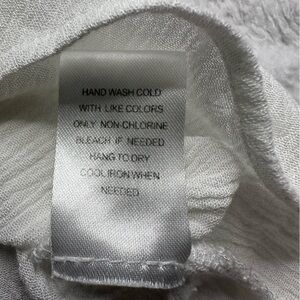 HAND WASH COLD
WITH LIKE COLORS
ONLY NON-CHLORINE
BLEACH IF NEEDED
HANG TO DRY
COOL IRON WHEN
NEEDED